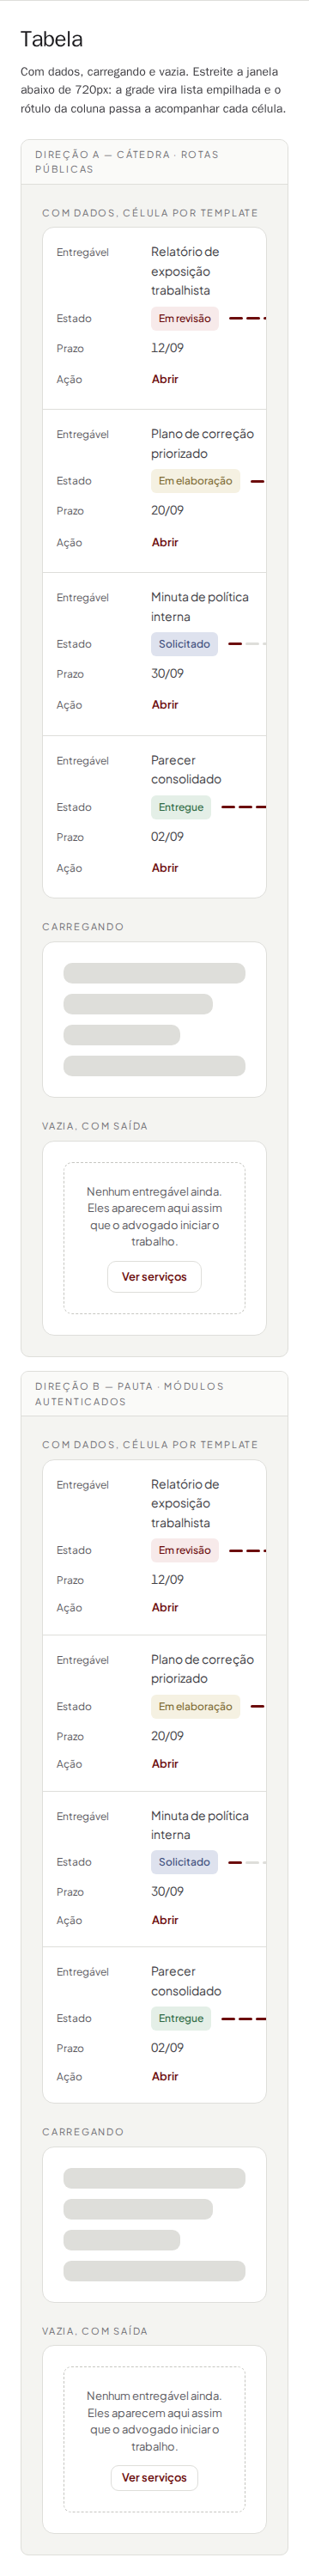 Tabela
Com dados, carregando e vazia. Estreite a janela
abaixo de 720px: a grade vira lista empilhada e o
rótulo da coluna passa a acompanhar cada célula.
DIREÇÃO A — CÁTEDRA · ROTAS
PÚBLICAS
COM DADOS, CÉLULA POR TEMPLATE
Entregável Relatório de
exposição
trabalhista
Estado Em revisão
Prazo 12/09
Ação Abrir
Entregável Plano de correção
priorizado
Estado Em elaboração
Prazo 20/09
Ação Abrir
Entregável Minuta de política
interna
Estado Solicitado
Prazo 30/09
Ação Abrir
Entregável Parecer
consolidado
Estado Entregue
Prazo 02/09
Ação Abrir
CARREGANDO
VAZIA, COM SAÍDA
Nenhum entregável ainda.
Eles aparecem aqui assim
que o advogado iniciar o
trabalho.
Ver serviços
DIREÇÃO B — PAUTA · MÓDULOS
AUTENTICADOS
COM DADOS, CÉLULA POR TEMPLATE
Entregável Relatório de
exposição
trabalhista
Estado Em revisão
Prazo 12/09
Ação Abrir
Entregável Plano de correção
priorizado
Estado Em elaboração
Prazo 20/09
Ação Abrir
Entregável Minuta de política
interna
Estado Solicitado
Prazo 30/09
Ação Abrir
Entregável Parecer
consolidado
Estado Entregue
Prazo 02/09
Ação Abrir
CARREGANDO
VAZIA, COM SAÍDA
Nenhum entregável ainda.
Eles aparecem aqui assim
que o advogado iniciar o
trabalho.
Ver serviços